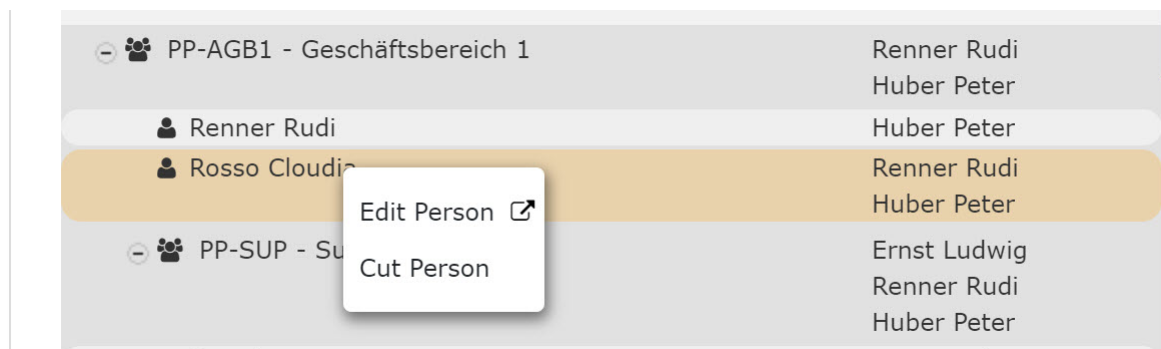 PP-AGB1 - Geschäftsbereich 1 Renner Rudi
Huber Peter
Renner Rudi Huber Peter
Rosso Cloudia Renner Rudi
Edit Person Huber Peter
PP-SUP - Su Ernst Ludwig
Cut Person
Renner Rudi
Huber Peter